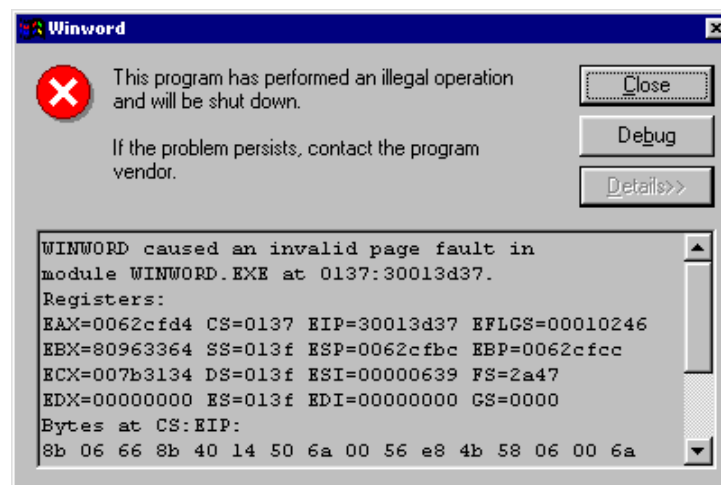 Winword
This program has performed an illegal operation
and will be shut down.
If the problem persists, contact the program
vendor.
Close
Debug
Details>>
WINWORD caused an invalid page fault in
module WINWORD.EXE at 0137:30013d37.
Registers:
EAX=0062cfd4 CS=0137 EIP=30013d37 EFLGS=00010246
EBX=80963364 SS=013f ESP=0062cfbc EBP=0062cfcc
ECX=007b3134 DS=013f ESI=00000639 FS=2a47
EDX=00000000 ES=013f EDI=00000000 GS=0000
Bytes at CS:EIP:
8b 06 66 8b 40 14 50 6a 00 56 e8 4b 58 06 00 6a